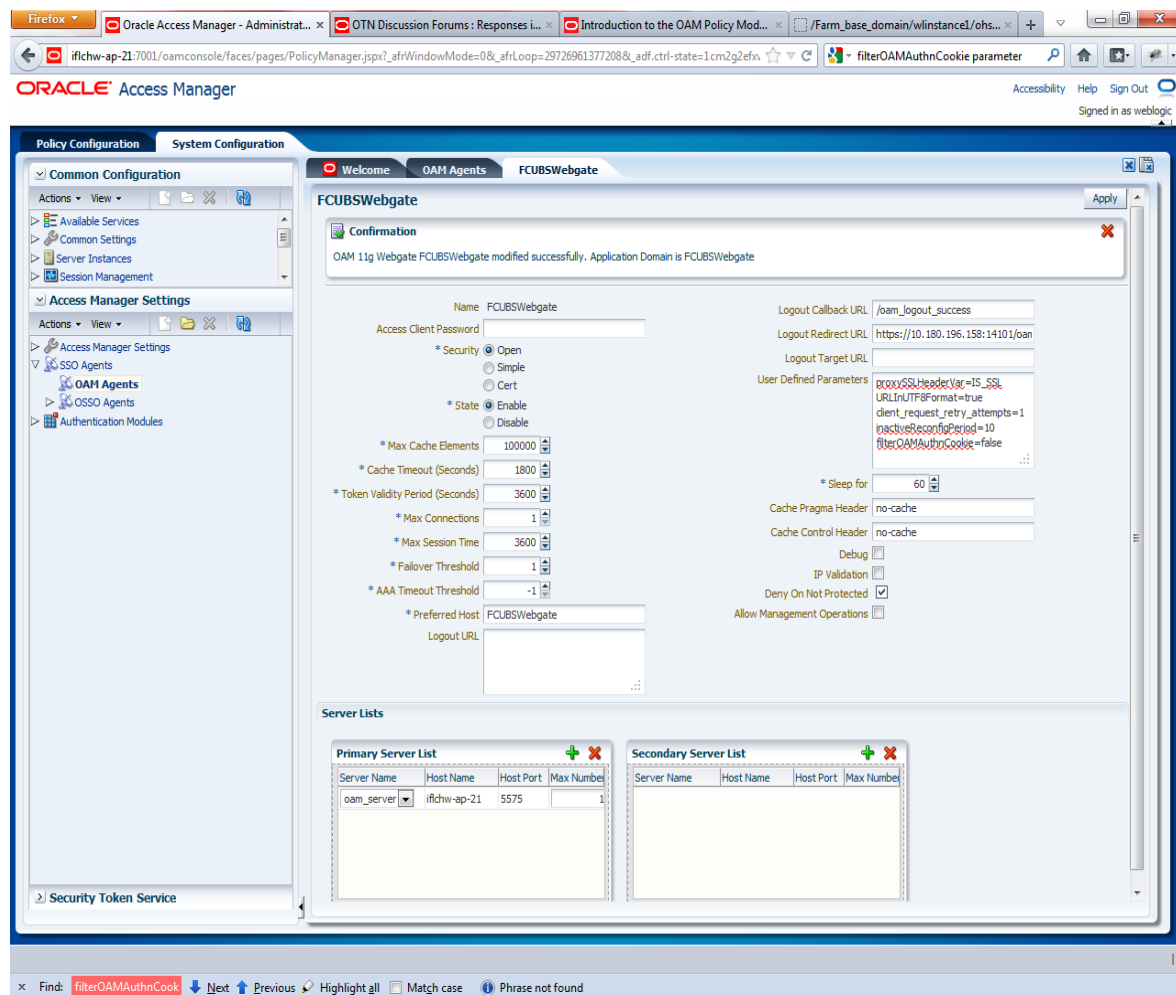 Firefox
Oracle Access Manager - Administrat...
OTN Discussion Forums : Responses i...
Introduction to the OAM Policy Mod...
/Farm_base_domain/wlinstance1/ohs...
iflchw-ap-21:7001/oamconsole/faces/pages/PolicyManager.jspx?_afrWindowMode=0&_afrLoop=29726961377208&_adf.ctrl-state=1cm2g2efx
filterOAMAuthnCookie parameter
ORACLE Access Manager
Accessibility Help Sign Out
Signed in as weblogic
Policy Configuration System Configuration
Common Configuration
Actions View
Available Services
Common Settings
Server Instances
Session Management
Access Manager Settings
Actions View
Access Manager Settings
SSO Agents
OAM Agents
OSSO Agents
Authentication Modules
Security Token Service
Welcome OAM Agents FCUBSWebgate
FCUBSWebgate
Apply
Confirmation
OAM 11g Webgate FCUBSWebgate modified successfully. Application Domain is FCUBSWebgate
Name FCUBSWebgate
Access Client Password
* Security Open
Simple
Cert
* State Enable
Disable
* Max Cache Elements 100000
* Cache Timeout (Seconds) 1800
* Token Validity Period (Seconds) 3600
* Max Connections 1
* Max Session Time 3600
* Failover Threshold 1
* AAA Timeout Threshold -1
* Preferred Host FCUBSWebgate
Logout URL
Logout Callback URL /oam_logout_success
Logout Redirect URL https://10.180.196.158:14101/oan
Logout Target URL
User Defined Parameters proxySSLHeaderVar=IS_SSL
URLInUTF8Format=true
client_request_retry_attempts=1
inactiveReconfigPeriod=10
filterOAMAuthnCookie=false
* Sleep for 60
Cache Pragma Header no-cache
Cache Control Header no-cache
Debug
IP Validation
Deny On Not Protected
Allow Management Operations
Server Lists
Primary Server List
Server Name Host Name Host Port Max Number
oam_server iflchw-ap-21 5575 1
Secondary Server List
Server Name Host Name Host Port Max Number
× Find: filterOAMAuthnCook Next Previous Highlight all Match case Phrase not found